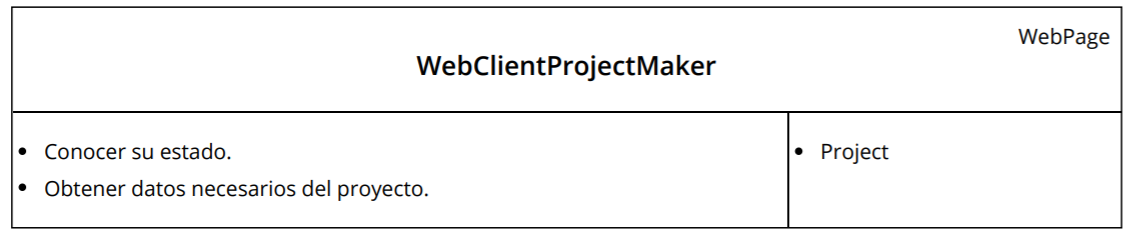 WebPage
WebClientProjectMaker
• Conocer su estado.
• Obtener datos necesarios del proyecto.
• Project